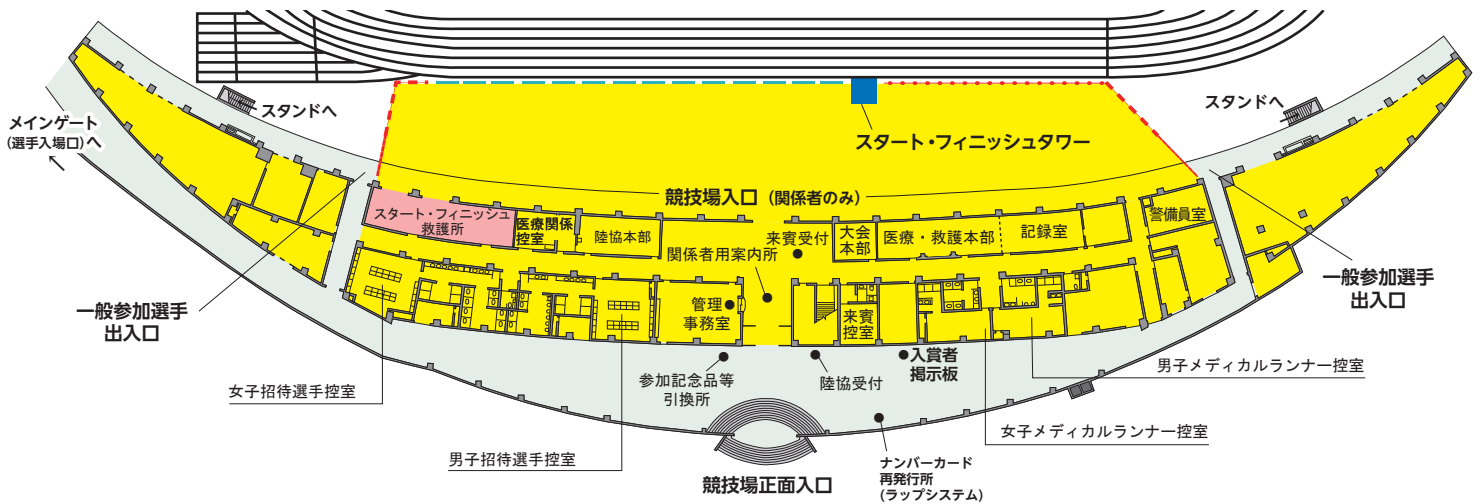 スタンドへ
スタンドへ
メインゲート
(選手入場口)へ
スタート・フィニッシュタワー
競技場入口 (関係者のみ)
スタート・フィニッシュ
救護所
医療関係
控室
陸協本部
関係者用案内所
来賓受付
大会
本部
医療・救護本部
記録室
警備員室
一般参加選手
出入口
一般参加選手
出入口
管理
事務室
来賓
控室
参加記念品等
引換所
陸協受付
入賞者
掲示板
男子メディカルランナー控室
女子招待選手控室
女子メディカルランナー控室
男子招待選手控室
競技場正面入口
ナンバーカード
再発行所
(ラップシステム)